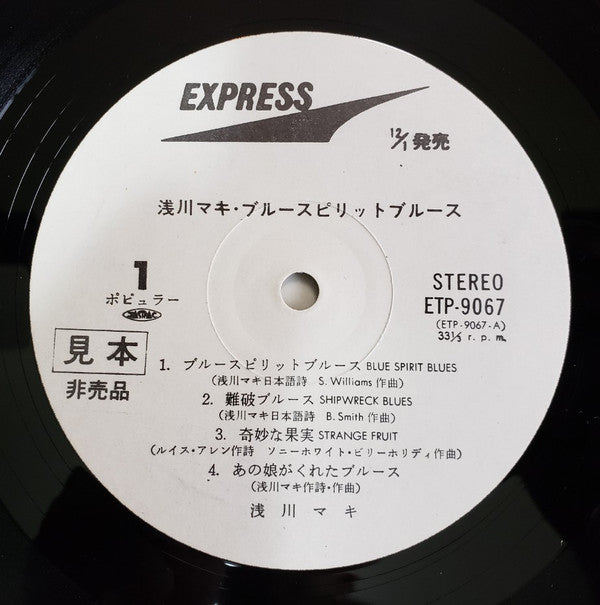 EXPRESS
12/1 発売
浅川マキ・ブルースピリットブルース
1
ポピュラー
JASRAC
見本
非売品
STEREO
ETP-9067
(ETP-9067-A)
33⅓ r. p. m.
1. ブルースピリットブルース BLUE SPIRIT BLUES
(浅川マキ日本語詩 S. Williams 作曲)
2. 難破ブルース SHIPWRECK BLUES
(浅川マキ日本語詩 B. Smith 作曲)
3. 奇妙な果実 STRANGE FRUIT
(ルイス・アレン作詩 ソニーホワイト・ビリーホリディ作曲)
4. あの娘がくれたブルース
(浅川マキ作詩・作曲)
浅川マキ